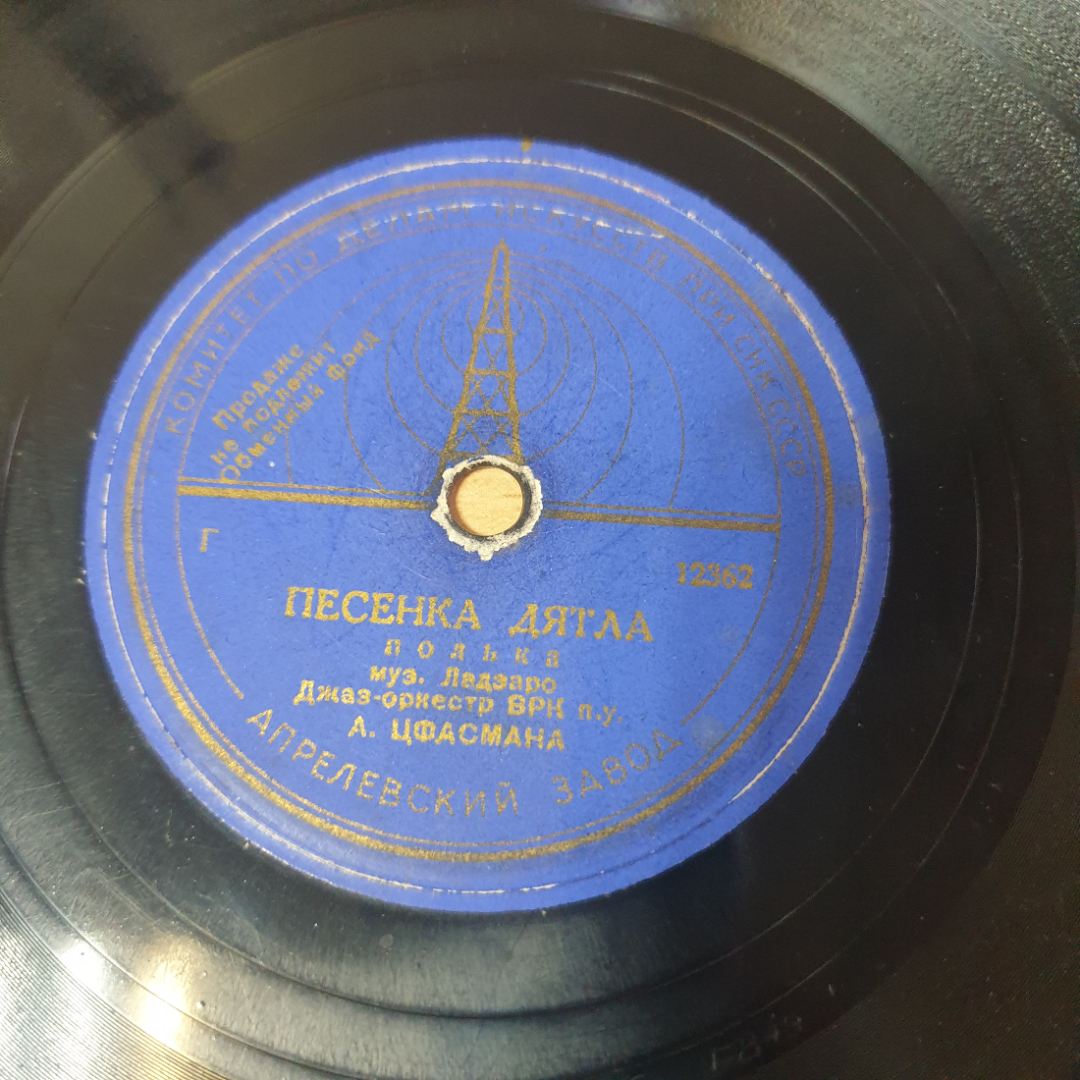 КОМИТЕТ ПО ДЕЛАМ ИСКУССТВ ПРИ СНК СССР
Продаже
не подлежит
Обменный фонд
Г
12362
ПЕСЕНКА ДЯТЛА
полька
муз. Ладзаро
Джаз-оркестр ВРК п.у.
А. ЦФАСМАНА
АПРЕЛЕВСКИЙ ЗАВОД